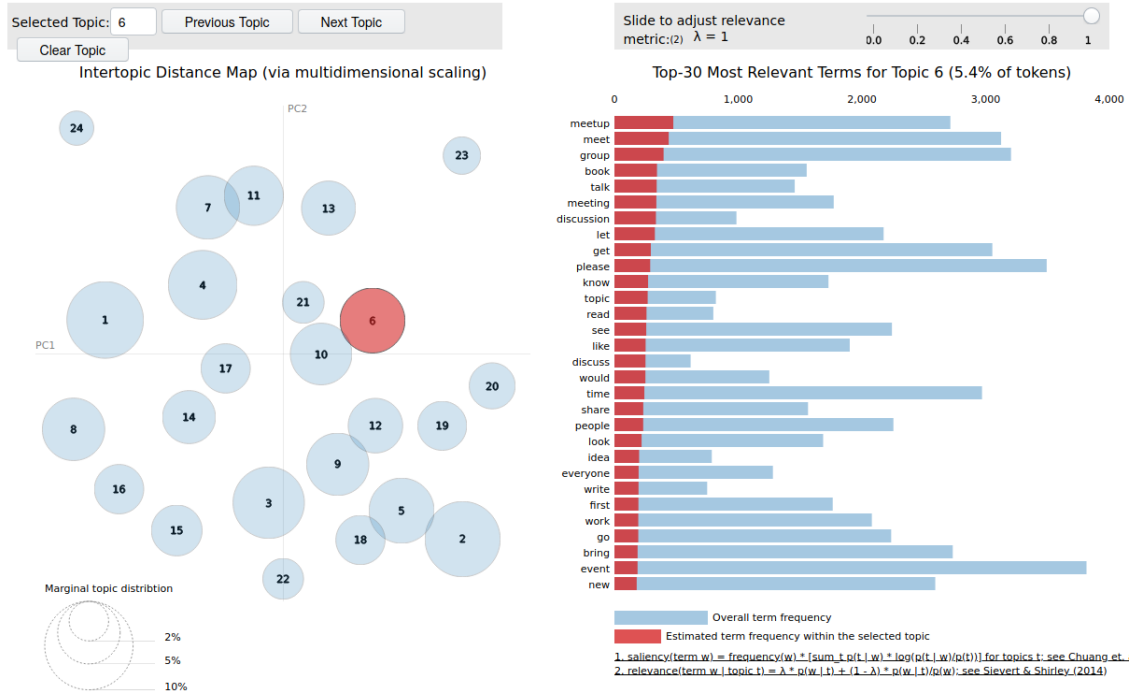 Selected Topic: 6 Previous Topic Next Topic
Clear Topic
Slide to adjust relevance
metric:(2) λ = 1
0.0 0.2 0.4 0.6 0.8 1
Intertopic Distance Map (via multidimensional scaling)
PC2
PC1
24
23
11
7
13
4
21
1
6
10
17
20
14
12
19
8
9
16
3
5
15
18
2
22
Marginal topic distribtion
2%
5%
10%
Top-30 Most Relevant Terms for Topic 6 (5.4% of tokens)
0 1,000 2,000 3,000 4,000
meetup
meet
group
book
talk
meeting
discussion
let
get
please
know
topic
read
see
like
discuss
would
time
share
people
look
idea
everyone
write
first
work
go
bring
event
new
Overall term frequency
Estimated term frequency within the selected topic
1. saliency(term w) = frequency(w) * [sum_t p(t | w) * log(p(t | w)/p(t))] for topics t; see Chuang et.
2. relevance(term w | topic t) = λ * p(w | t) + (1 - λ) * p(w | t)/p(w); see Sievert & Shirley (2014)